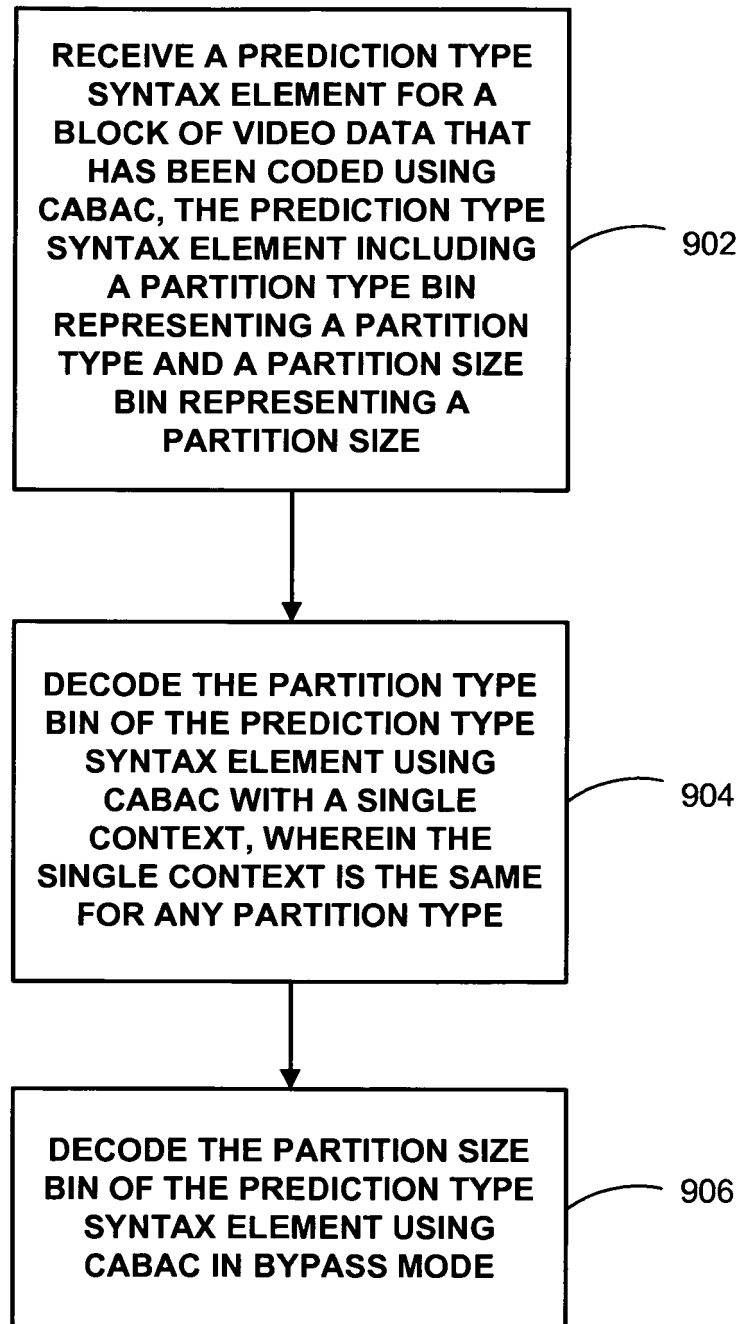 RECEIVE A PREDICTION TYPE
SYNTAX ELEMENT FOR A
BLOCK OF VIDEO DATA THAT
HAS BEEN CODED USING
CABAC, THE PREDICTION TYPE
SYNTAX ELEMENT INCLUDING
A PARTITION TYPE BIN
REPRESENTING A PARTITION
TYPE AND A PARTITION SIZE
BIN REPRESENTING A
PARTITION SIZE
902
DECODE THE PARTITION TYPE
BIN OF THE PREDICTION TYPE
SYNTAX ELEMENT USING
CABAC WITH A SINGLE
CONTEXT, WHEREIN THE
SINGLE CONTEXT IS THE SAME
FOR ANY PARTITION TYPE
904
DECODE THE PARTITION SIZE
BIN OF THE PREDICTION TYPE
SYNTAX ELEMENT USING
CABAC IN BYPASS MODE
906